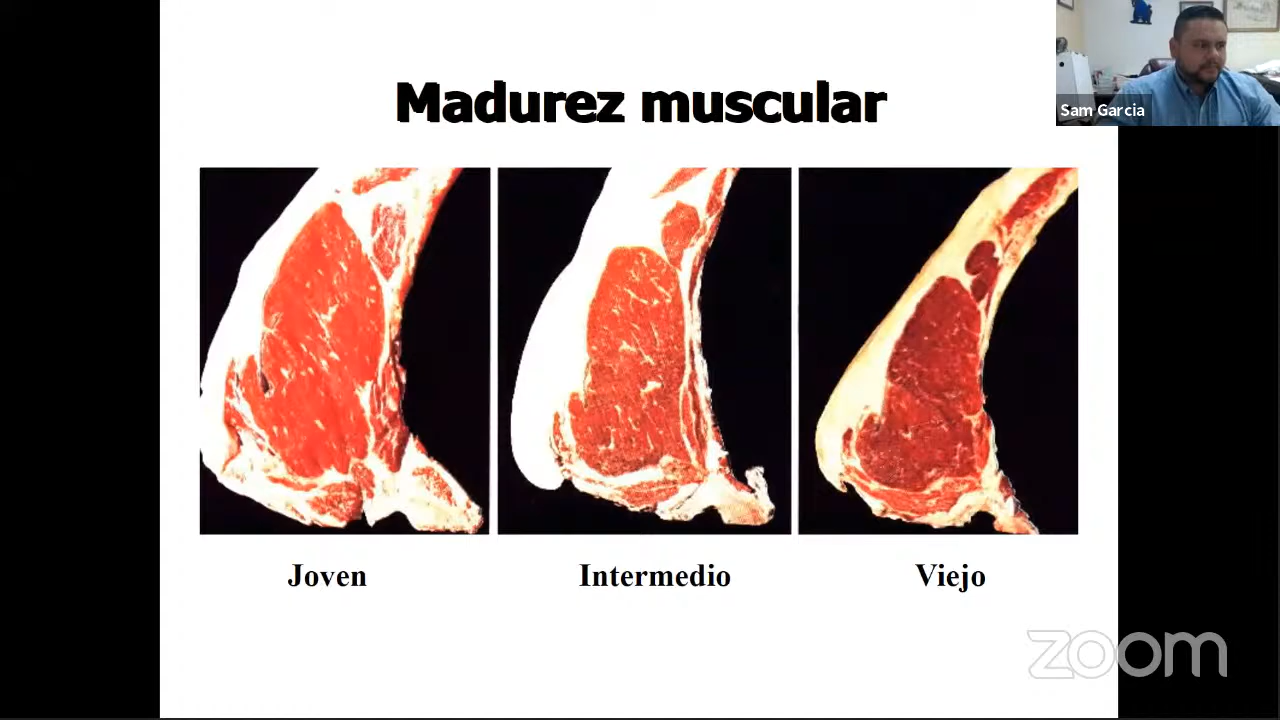 Madurez muscular
Sam Garcia
Joven
Intermedio
Viejo
zoom